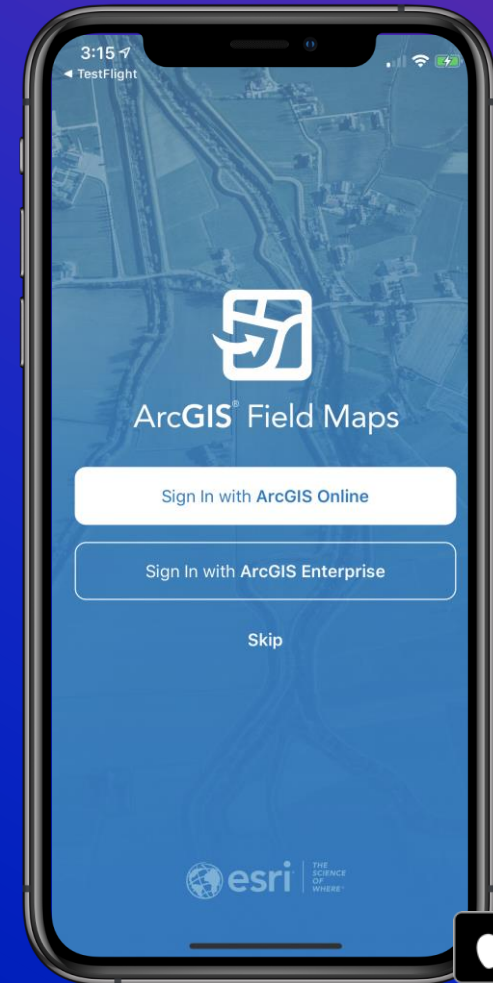 3:15
◀ TestFlight
ArcGIS® Field Maps
Sign In with ArcGIS Online
Sign In with ArcGIS Enterprise
Skip
esri
THE
SCIENCE
OF
WHERE™